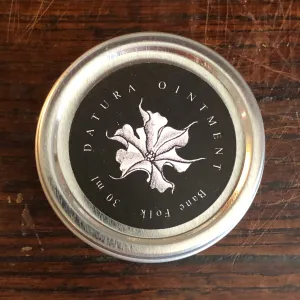 DATURA OINTMENT
Bane Folk
30 ml